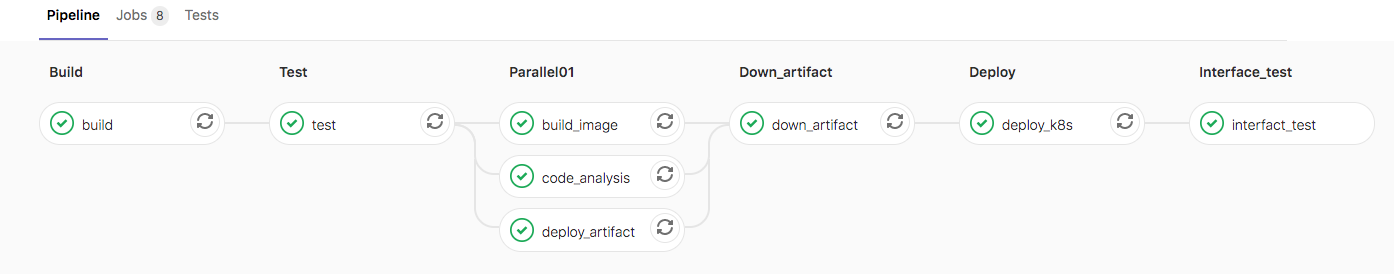 Pipeline Jobs 8 Tests
Build Test Parallel01 Down_artifact Deploy Interface_test
build test build_image down_artifact deploy_k8s interfact_test
code_analysis
deploy_artifact